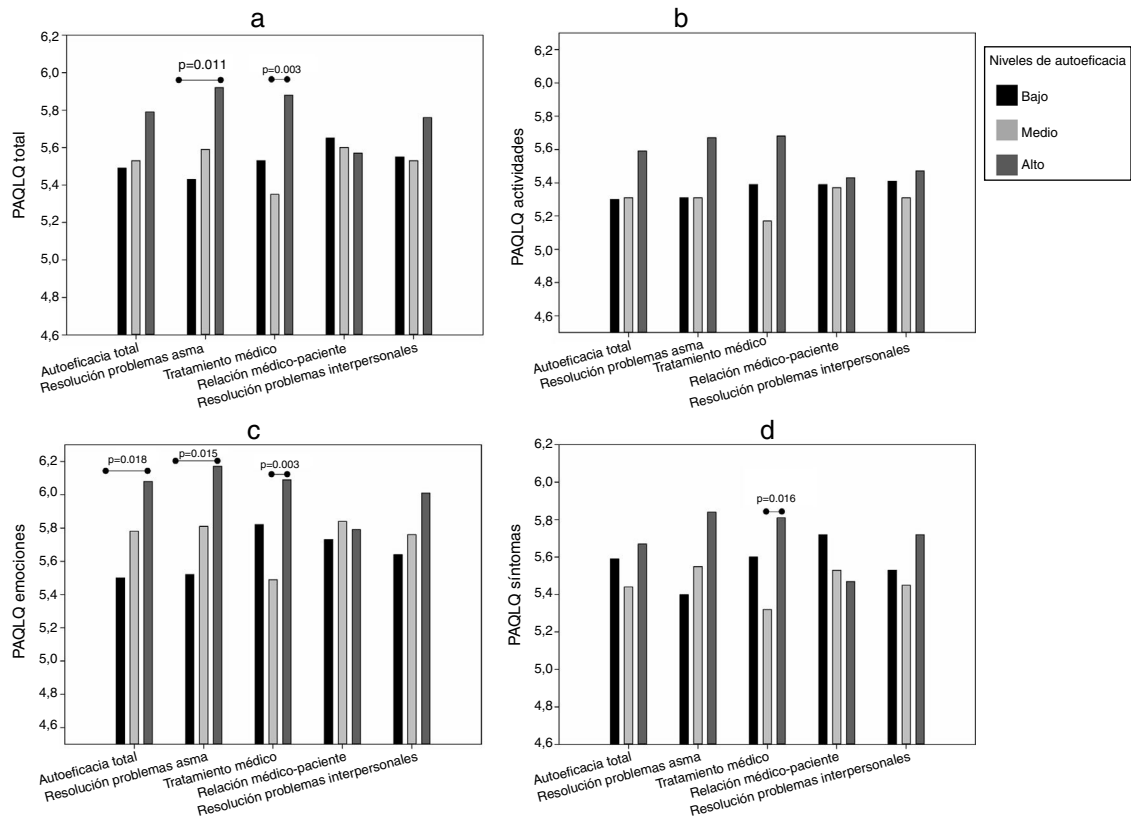 a
PAQLQ total
6,2
6,0
5,8
5,6
5,4
5,2
5,0
4,8
4,6
p=0.011
p=0.003
Autoeficacia total
Resolución problemas asma
Tratamiento médico
Relación médico-paciente
Resolución problemas interpersonales
b
PAQLQ actividades
6,2
6,0
5,8
5,6
5,4
5,2
5,0
4,8
4,6
Autoeficacia total
Resolución problemas asma
Tratamiento médico
Relación médico-paciente
Resolución problemas interpersonales
Niveles de autoeficacia
Bajo
Medio
Alto
c
PAQLQ emociones
6,2
6,0
5,8
5,6
5,4
5,2
5,0
4,8
4,6
p=0.018
p=0.015
p=0.003
Autoeficacia total
Resolución problemas asma
Tratamiento médico
Relación médico-paciente
Resolución problemas interpersonales
d
PAQLQ síntomas
6,2
6,0
5,8
5,6
5,4
5,2
5,0
4,8
4,6
p=0.016
Autoeficacia total
Resolución problemas asma
Tratamiento médico
Relación médico-paciente
Resolución problemas interpersonales